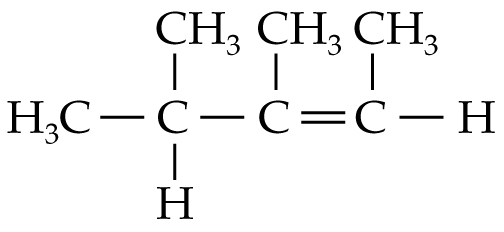 CH₃ CH₃ CH₃
H₃C — C — C = C — H
H